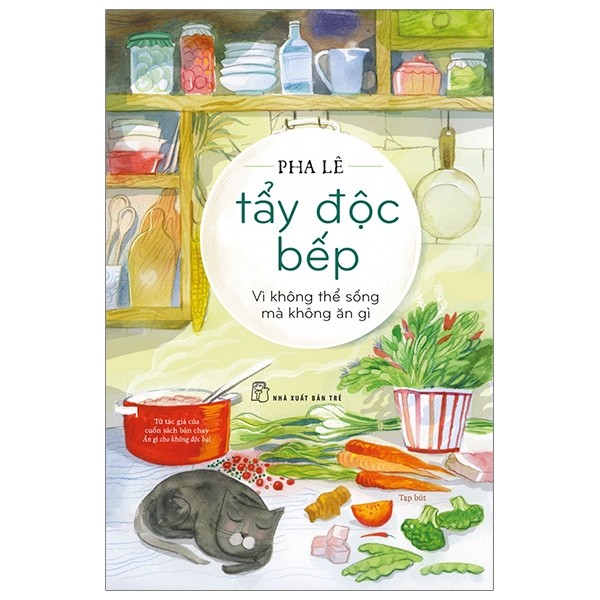 PHA LÊ
tẩy độc
bếp
Vì không thể sống
mà không ăn gì
NHÀ XUẤT BẢN TRẺ
Từ tác giả của
cuốn sách bán chạy
Ăn gì cho không độc hại
Tạp bút